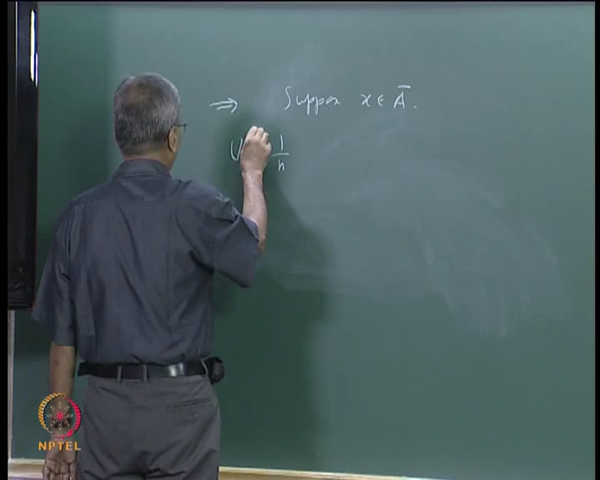 ⇒ Suppose x ∈ Ā.
U 1/n
NPTEL